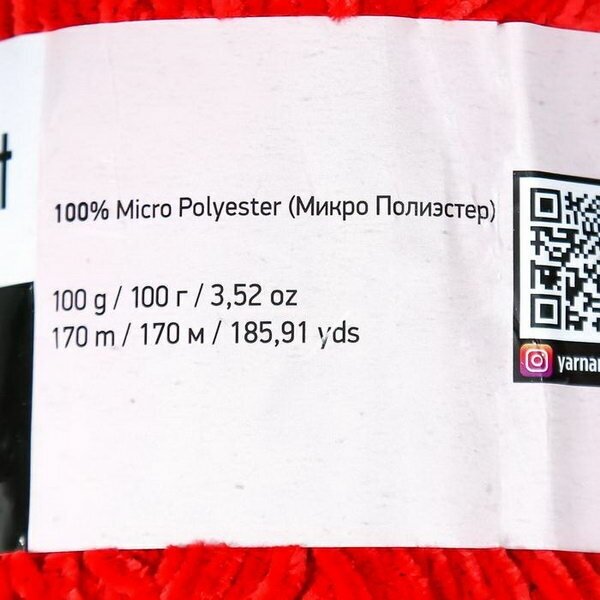 100% Micro Polyester (Микро Полиэстер)
100 g / 100 г / 3,52 oz
170 m / 170 м / 185,91 yds